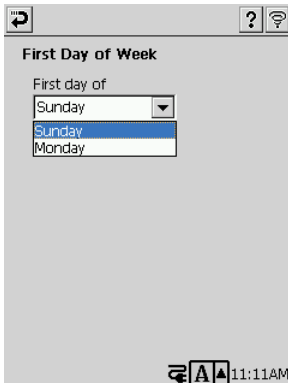 ?
First Day of Week
First day of
Sunday
Sunday
Monday
A 11:11AM